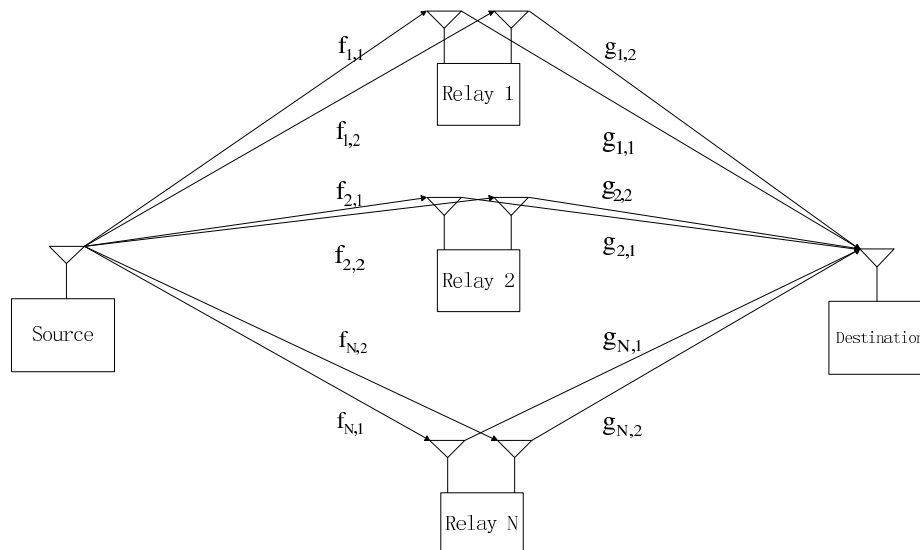 f1,1
g1,2
Relay 1
f1,2
g1,1
f2,1
g2,2
f2,2
g2,1
Relay 2
Source
Destination
fN,2
gN,1
fN,1
gN,2
Relay N